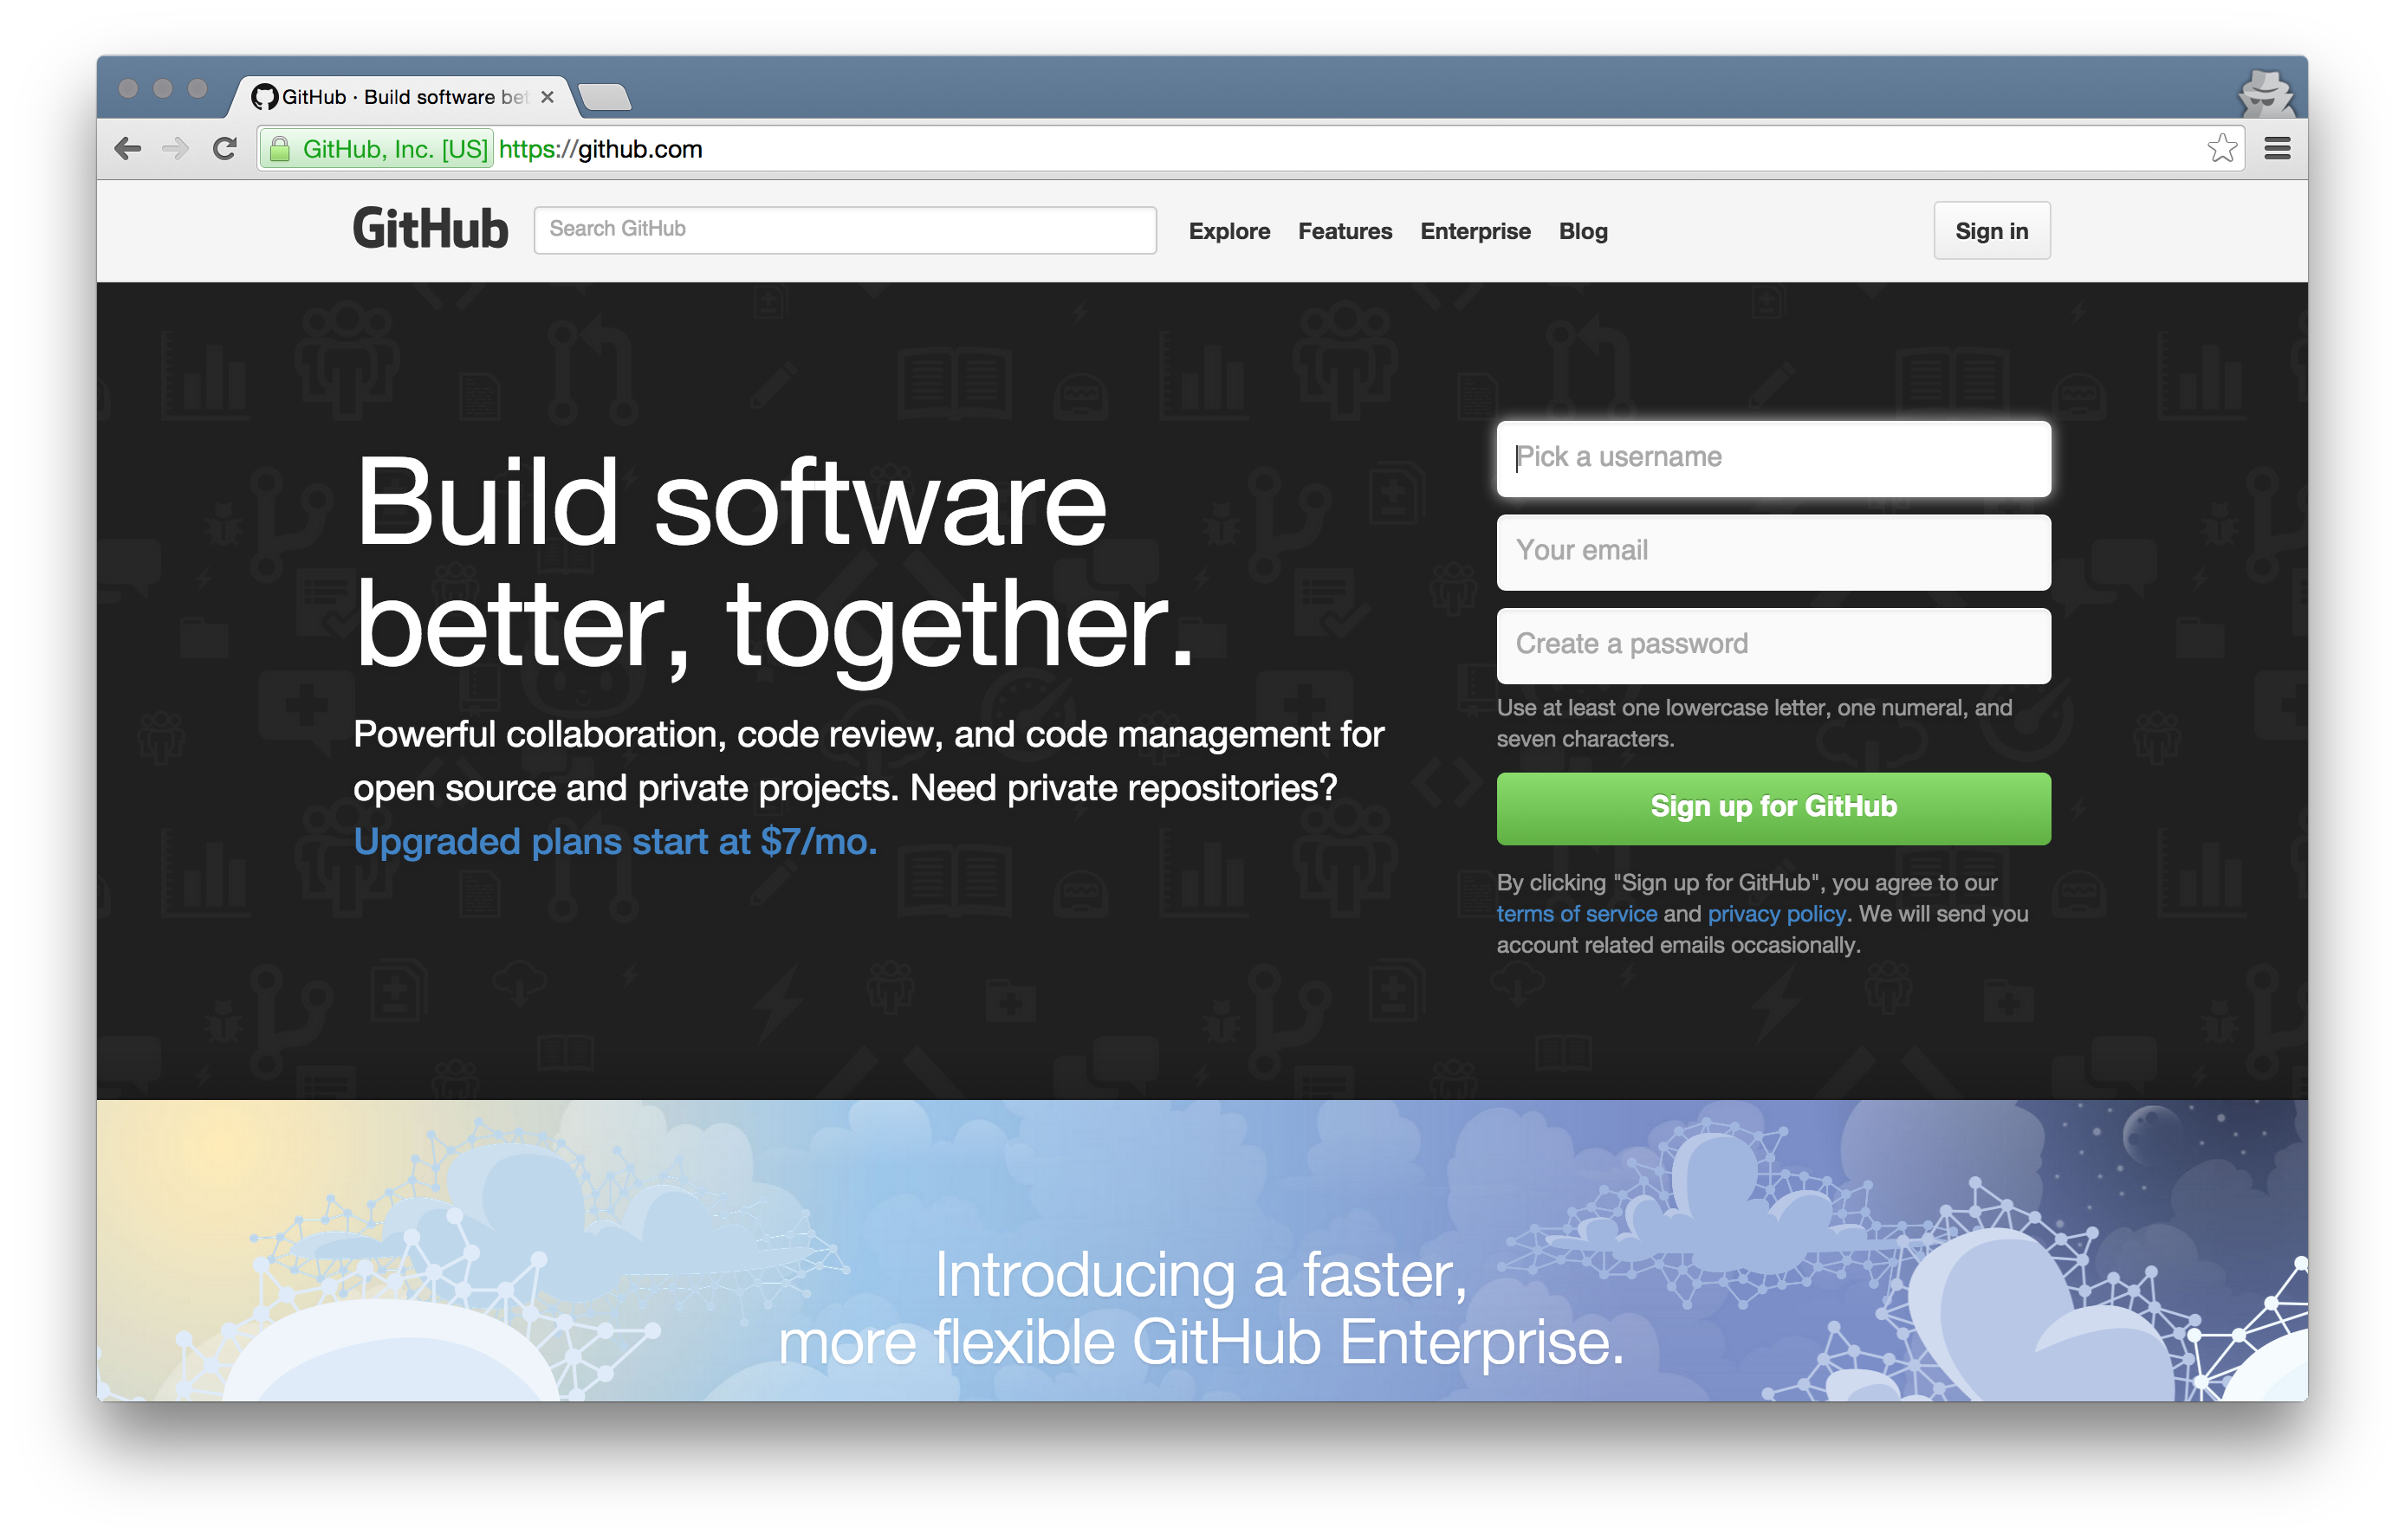 GitHub · Build software bet
GitHub, Inc. [US] https://github.com
GitHub Search GitHub Explore Features Enterprise Blog Sign in
Build software
better, together.
Powerful collaboration, code review, and code management for
open source and private projects. Need private repositories?
Upgraded plans start at $7/mo.
Pick a username
Your email
Create a password
Use at least one lowercase letter, one numeral, and
seven characters.
Sign up for GitHub
By clicking "Sign up for GitHub", you agree to our
terms of service and privacy policy. We will send you
account related emails occasionally.
Introducing a faster,
more flexible GitHub Enterprise.